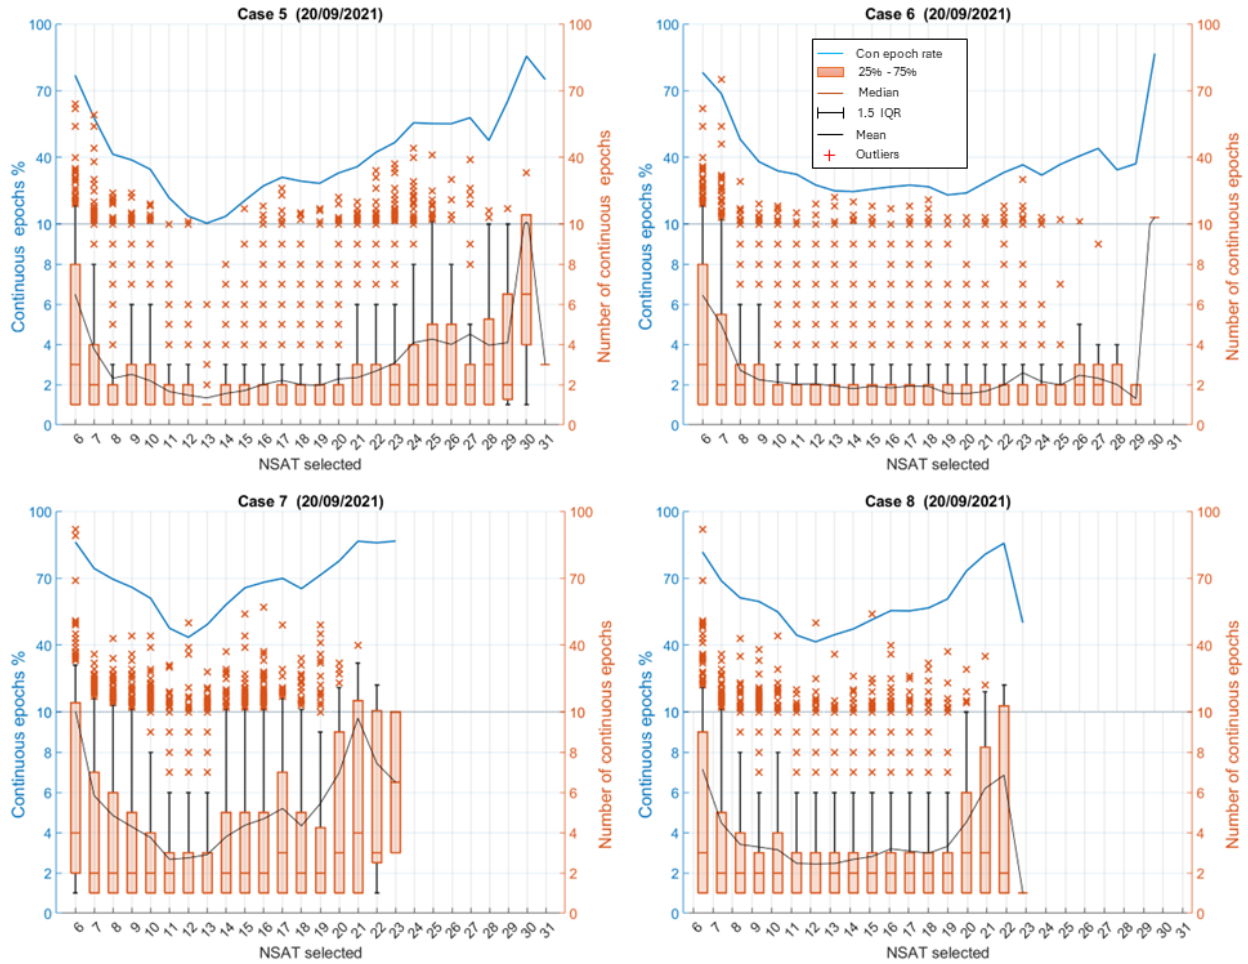 Case 5 (20/09/2021)
100
70
40
10
8
6
4
2
0
Continuous epochs %
100
70
40
10
8
6
4
2
0
Number of continuous epochs
6 7 8 9 10 11 12 13 14 15 16 17 18 19 20 21 22 23 24 25 26 27 28 29 30 31
NSAT selected
Case 6 (20/09/2021)
100
70
40
10
8
6
4
2
0
Continuous epochs %
Con epoch rate
25% - 75%
Median
1.5 IQR
Mean
Outliers
100
70
40
10
8
6
4
2
0
Number of continuous epochs
6 7 8 9 10 11 12 13 14 15 16 17 18 19 20 21 22 23 24 25 26 27 28 29 30 31
NSAT selected
Case 7 (20/09/2021)
100
70
40
10
8
6
4
2
0
Continuous epochs %
100
70
40
10
8
6
4
2
0
Number of continuous epochs
6 7 8 9 10 11 12 13 14 15 16 17 18 19 20 21 22 23 24 25 26 27 28 29 30 31
NSAT selected
Case 8 (20/09/2021)
100
70
40
10
8
6
4
2
0
Continuous epochs %
100
70
40
10
8
6
4
2
0
Number of continuous epochs
6 7 8 9 10 11 12 13 14 15 16 17 18 19 20 21 22 23 24 25 26 27 28 29 30 31
NSAT selected